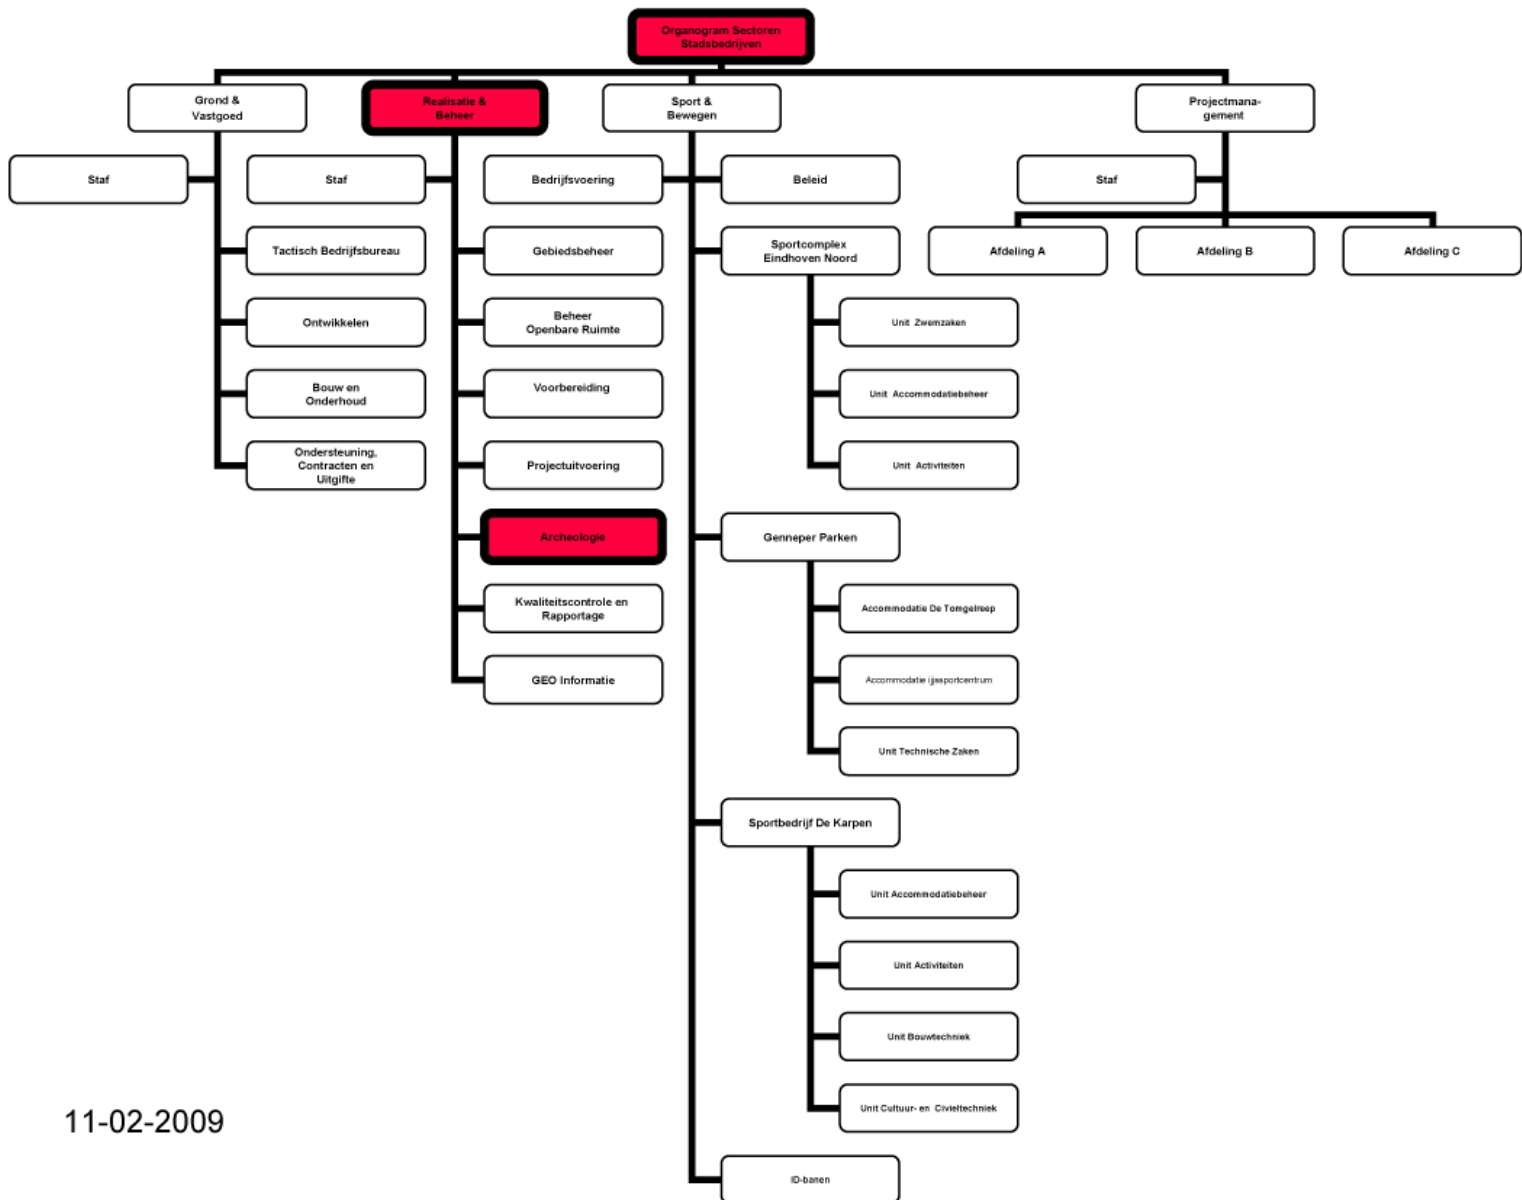 Organogram Sectoren
Stadsbedrijven
Grond &
Vastgoed
Realisatie &
Beheer
Sport &
Bewegen
Projectmana-
gement
Staf
Staf
Bedrijfsvoering
Beleid
Staf
Tactisch Bedrijfsbureau
Gebiedsbeheer
Sportcomplex
Eindhoven Noord
Afdeling A
Afdeling B
Afdeling C
Ontwikkelen
Beheer
Openbare Ruimte
Unit Zwemzaken
Bouw en
Onderhoud
Voorbereiding
Unit Accommodatiebeheer
Ondersteuning,
Contracten en
Uitgifte
Projectuitvoering
Unit Activiteiten
Archeologie
Genneper Parken
Kwaliteitscontrole en
Rapportage
Accommodatie De Tomgelreep
GEO Informatie
Accommodatie ijssportcentrum
Unit Technische Zaken
Sportbedrijf De Karpen
Unit Accommodatiebeheer
Unit Activiteiten
Unit Bouwtechniek
Unit Cultuur- en Civieltechniek
11-02-2009
ID-banen